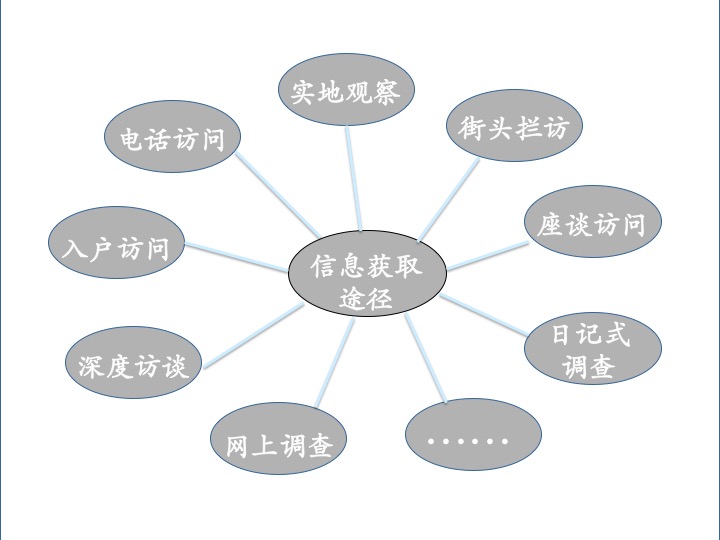 实地观察
街头拦访
电话访问
座谈访问
入户访问
信息获取
途径
日记式
调查
深度访谈
网上调查
······